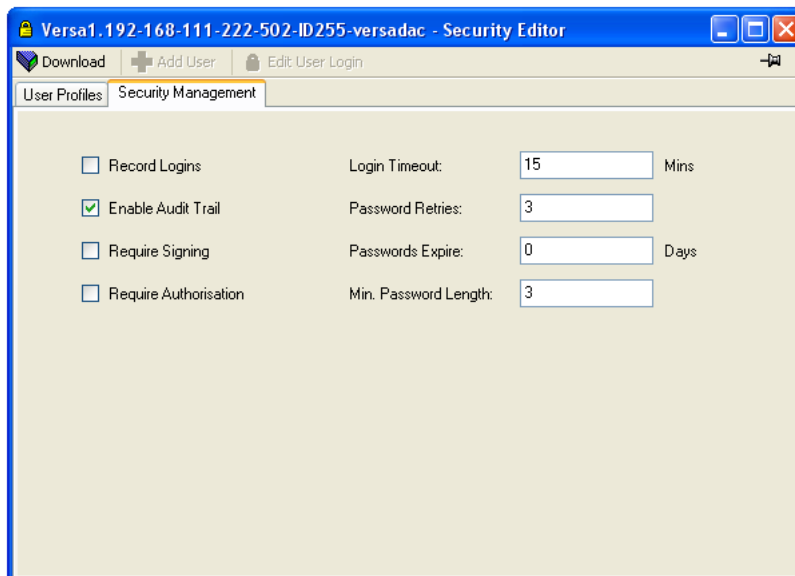 Versa1.192-168-111-222-502-ID255-versadac - Security Editor
Download Add User Edit User Login
User Profiles Security Management
Record Logins Login Timeout: 15 Mins
Enable Audit Trail Password Retries: 3
Require Signing Passwords Expire: 0 Days
Require Authorisation Min. Password Length: 3